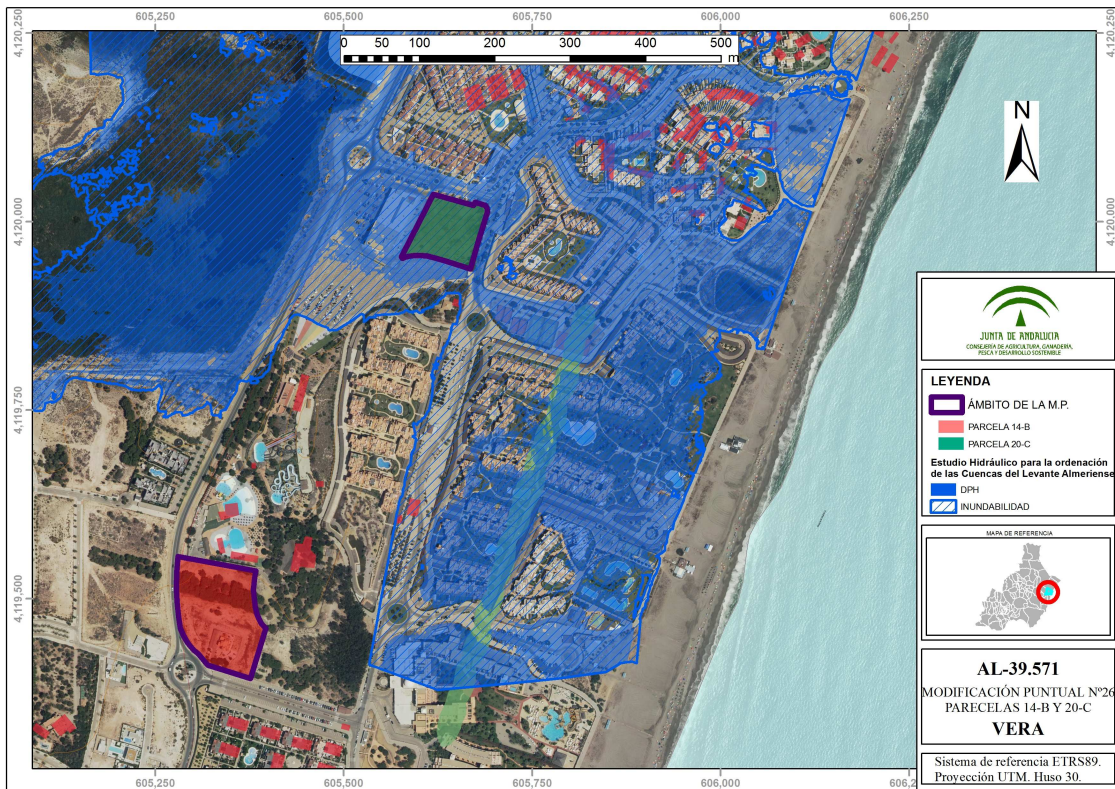 605,250 605,500 605,750 606,000 606,250
4,120,250 4,120,250
0 50 100 200 300 400 500
m
N
4,120,000 4,120,000
JUNTA DE ANDALUCIA
CONSEJERÍA DE AGRICULTURA, GANADERÍA,
PESCA Y DESARROLLO SOSTENIBLE
LEYENDA
ÁMBITO DE LA M.P.
PARCELA 14-B
PARCELA 20-C
Estudio Hidráulico para la ordenación
de las Cuencas del Levante Almeriense
DPH
INUNDABILIDAD
4,119,750
MAPA DE REFERENCIA
4,119,500
AL-39.571
MODIFICACIÓN PUNTUAL Nº26
PARECELAS 14-B Y 20-C
VERA
Sistema de referencia ETRS89.
Proyección UTM. Huso 30.
605,250 605,500 605,750 606,000 606,2